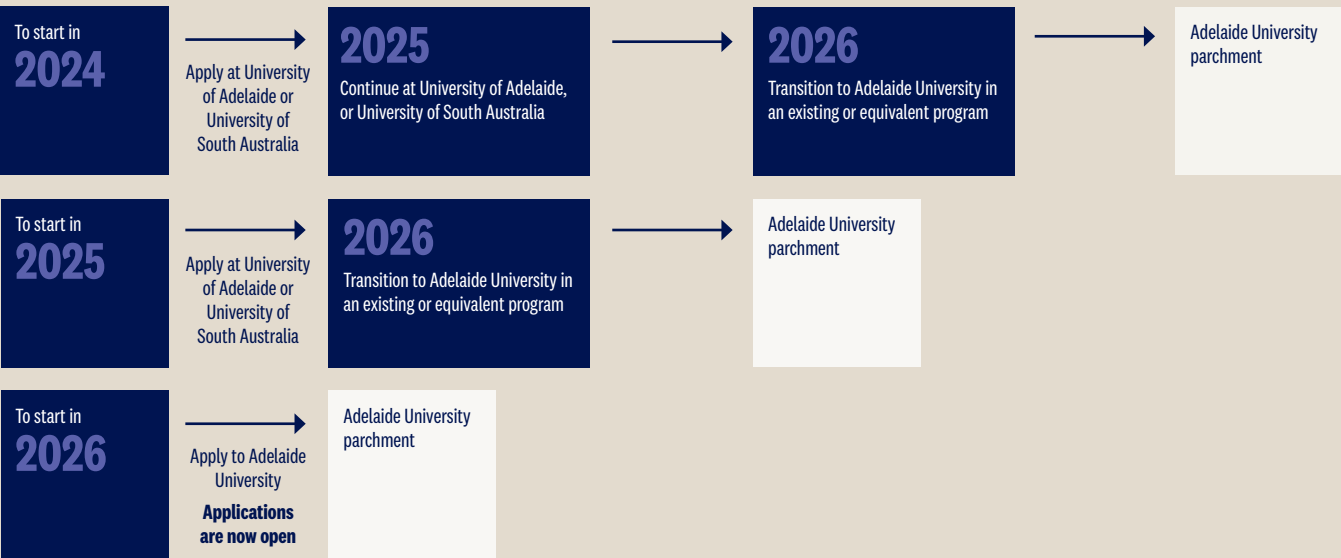 To start in
2024
Apply at University
of Adelaide or
University of
South Australia
2025
Continue at University of Adelaide,
or University of South Australia
2026
Transition to Adelaide University in
an existing or equivalent program
Adelaide University
parchment
To start in
2025
Apply at University
of Adelaide or
University of
South Australia
2026
Transition to Adelaide University in
an existing or equivalent program
Adelaide University
parchment
To start in
2026
Apply to Adelaide
University
Applications
are now open
Adelaide University
parchment